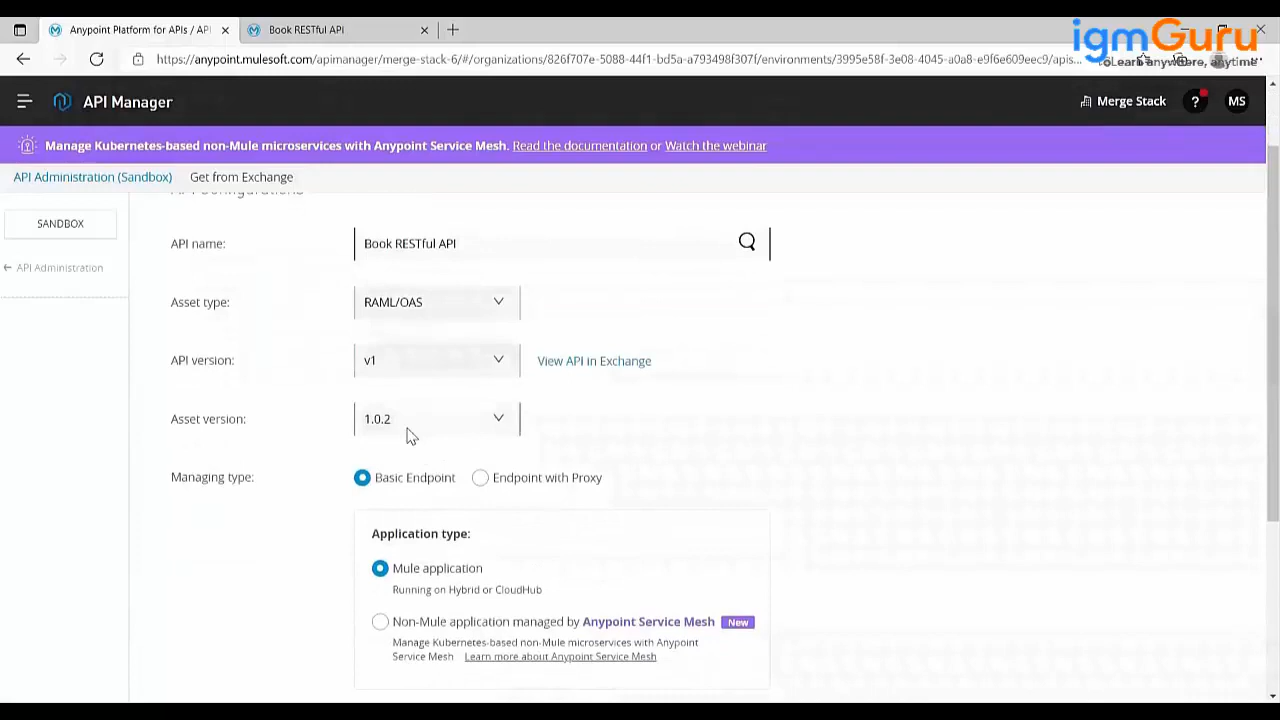 Anypoint Platform for APIs / API
Book RESTful API
igmGuru
Learn anywhere, anytime
https://anypoint.mulesoft.com/apimanager/merge-stack-6/#/organizations/826f707e-5088-44f1-bd5a-a793498f307f/environments/3995e58f-3e08-4045-a0a8-e9f6e609eec9/apis...
API Manager
Merge Stack
?
MS
Manage Kubernetes-based non-Mule microservices with Anypoint Service Mesh. Read the documentation or Watch the webinar
API Administration (Sandbox)
Get from Exchange
SANDBOX
API Administration
API name:
Book RESTful API
Asset type:
RAML/OAS
API version:
v1
View API in Exchange
Asset version:
1.0.2
Managing type:
Basic Endpoint
Endpoint with Proxy
Application type:
Mule application
Running on Hybrid or CloudHub
Non-Mule application managed by Anypoint Service Mesh
New
Manage Kubernetes-based non-Mule microservices with Anypoint
Service Mesh Learn more about Anypoint Service Mesh